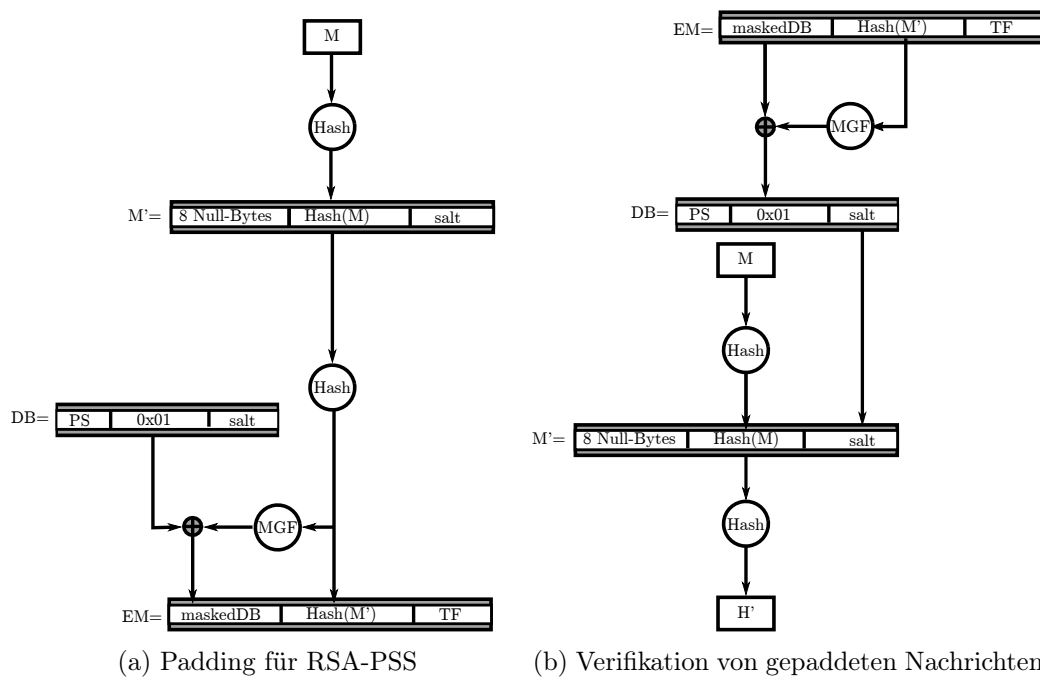 M
Hash
M'= 8 Null-Bytes Hash(M) salt
Hash
DB= PS 0x01 salt
MGF
EM= maskedDB Hash(M') TF
(a) Padding für RSA-PSS
EM= maskedDB Hash(M') TF
MGF
DB= PS 0x01 salt
M
Hash
M'= 8 Null-Bytes Hash(M) salt
Hash
H'
(b) Verifikation von gepaddeten Nachrichten